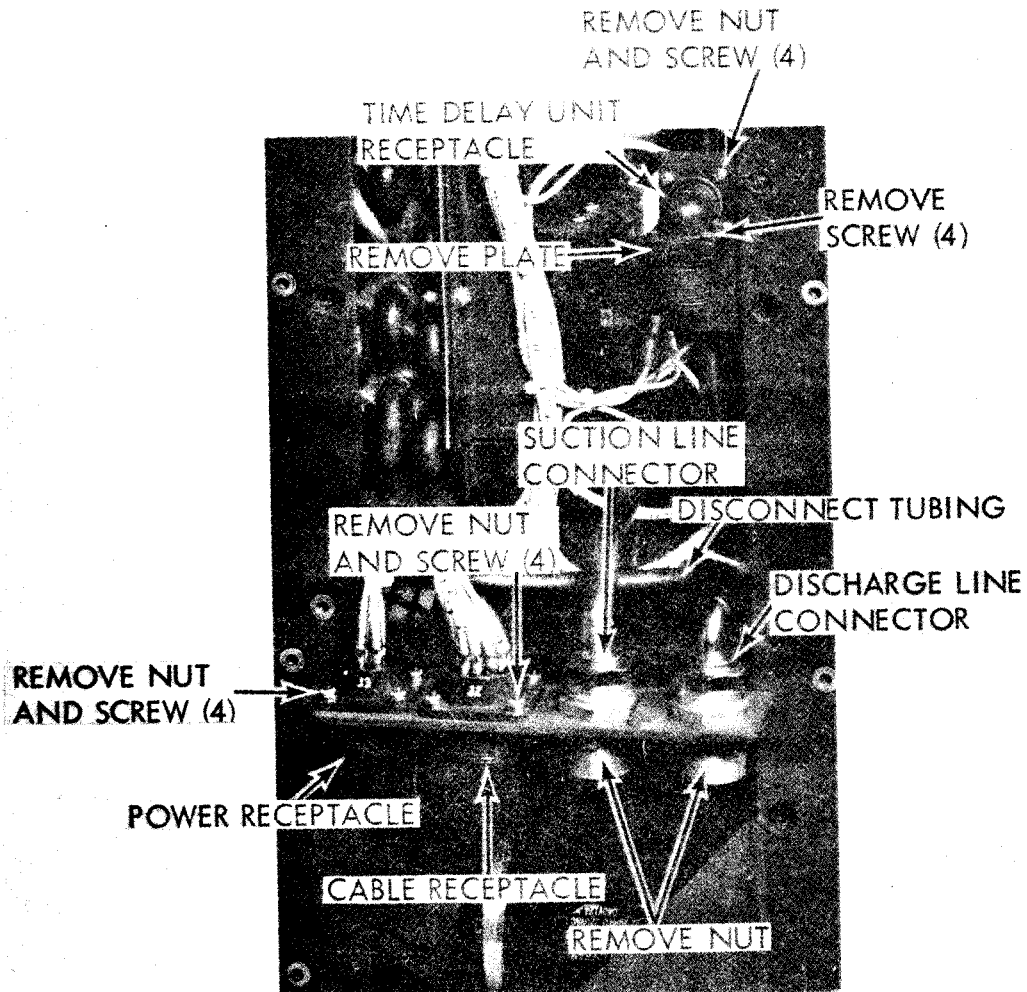 REMOVE NUT
AND SCREW (4)
TIME DELAY UNIT
RECEPTACLE
REMOVE
SCREW (4)
REMOVE PLATE
SUCTION LINE
CONNECTOR
DISCONNECT TUBING
REMOVE NUT
AND SCREW (4)
DISCHARGE LINE
CONNECTOR
REMOVE NUT
AND SCREW (4)
POWER RECEPTACLE
CABLE RECEPTACLE
REMOVE NUT